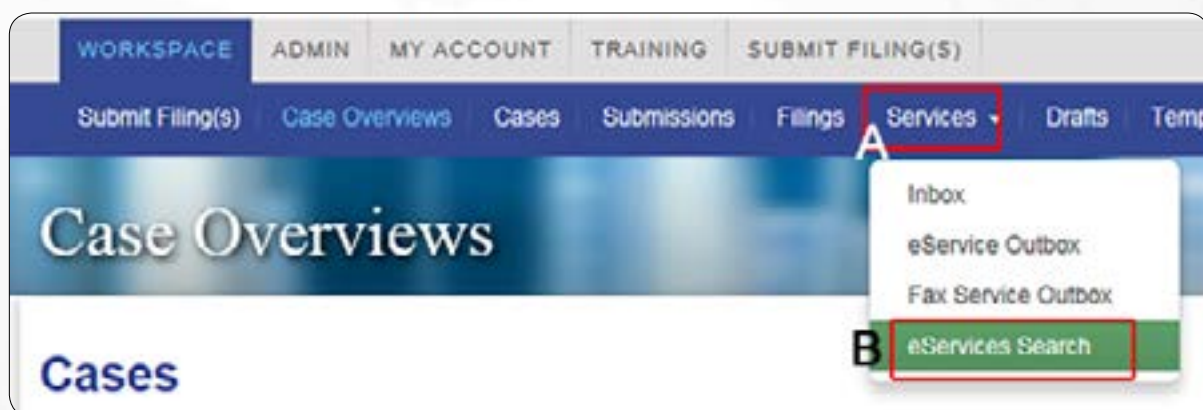 WORKSPACE ADMIN MY ACCOUNT TRAINING SUBMIT FILING(S)
Submit Filing(s) Case Overviews Cases Submissions Filings Services Drafts Temp
A
Inbox
Case Overviews
eService Outbox
Fax Service Outbox
B eServices Search
Cases